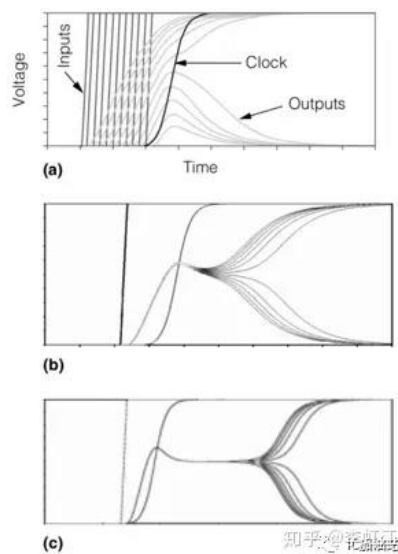 Voltage
Inputs
Clock
Outputs
(a)
Time
(b)
(c)
知乎